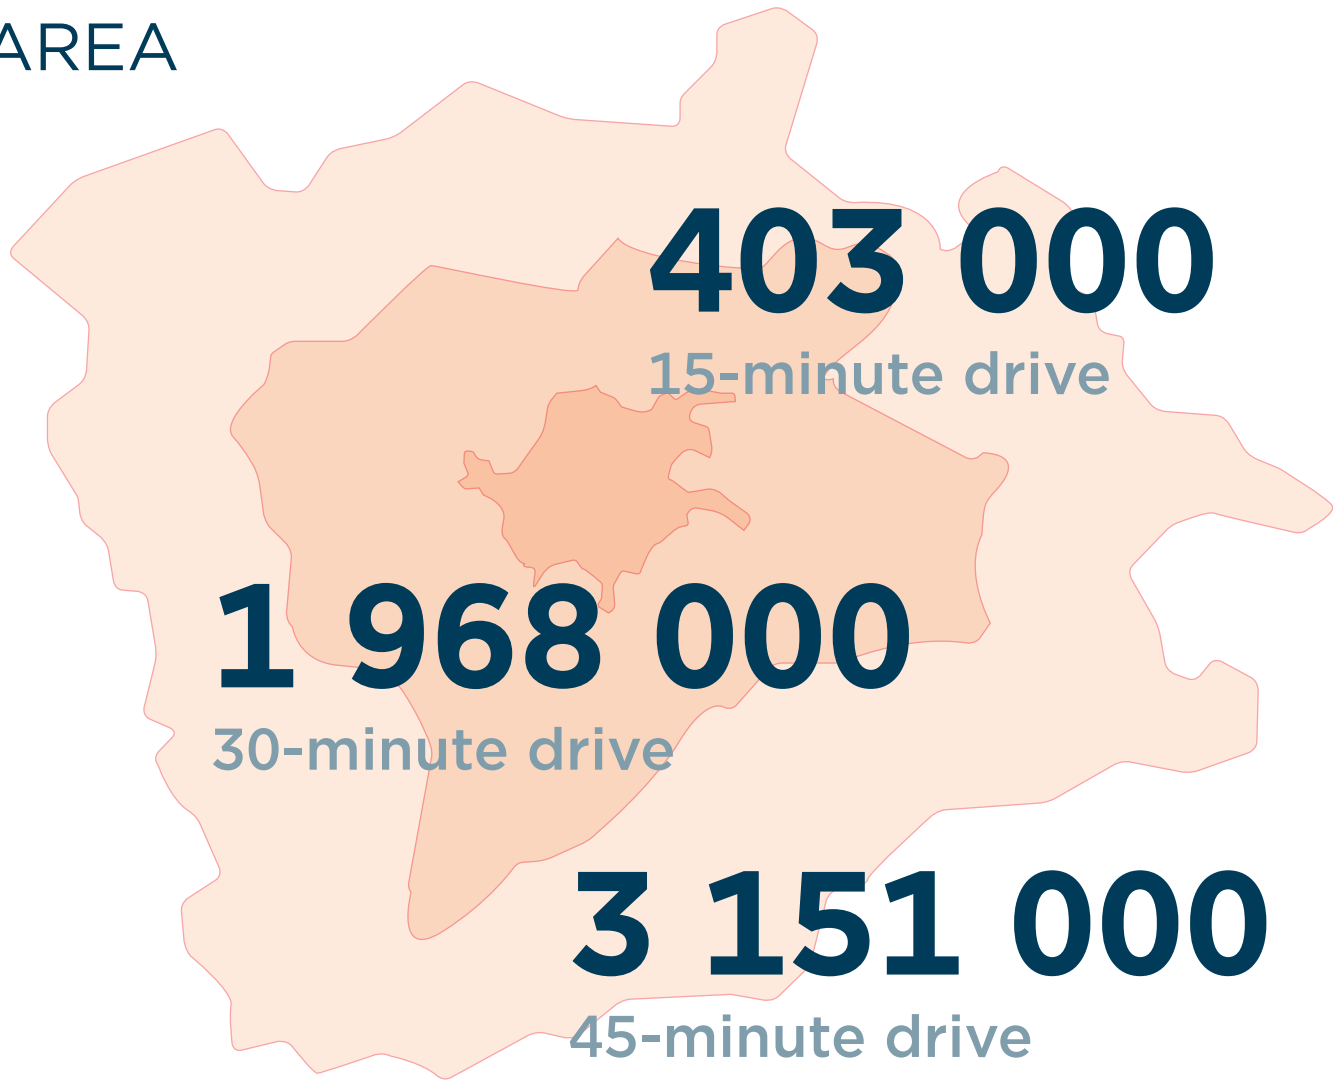 AREA
403 000
15-minute drive
1 968 000
30-minute drive
3 151 000
45-minute drive